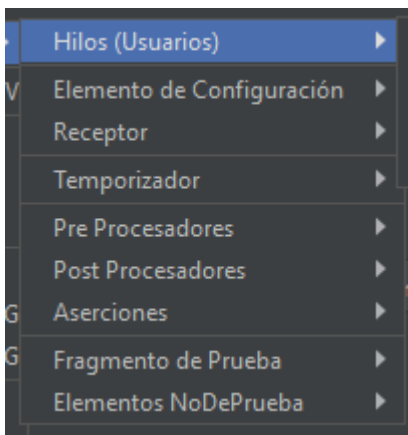 Hilos (Usuarios)
Elemento de Configuración
Receptor
Temporizador
Pre Procesadores
Post Procesadores
Aserciones
Fragmento de Prueba
Elementos NoDePrueba